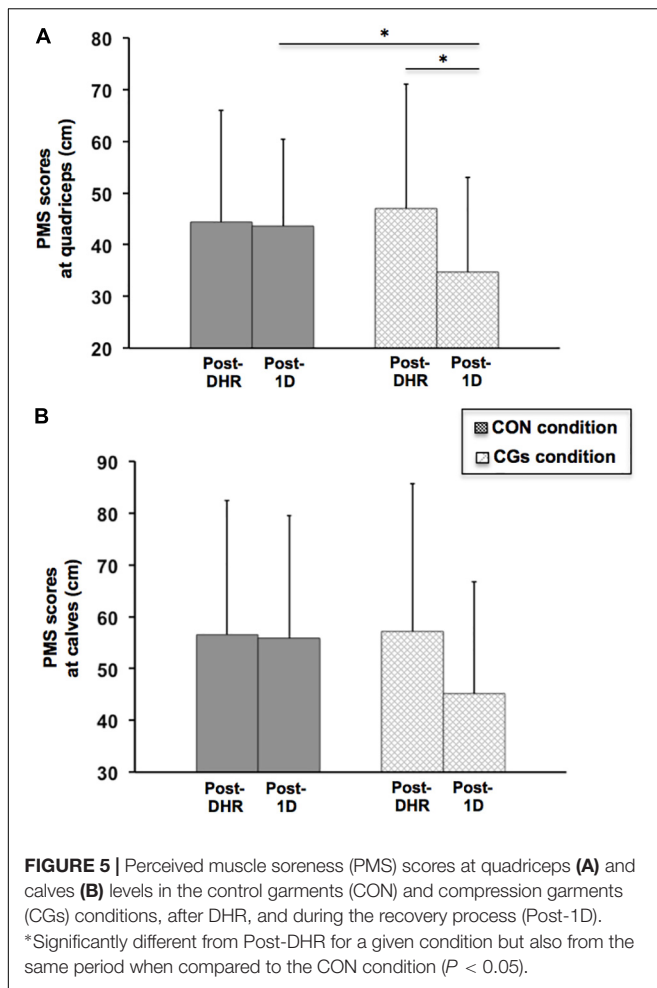 A
80
70
60
50
40
30
20
PMS scores
at quadriceps (cm)
*
*
Post-
DHR
Post-
1D
Post-
DHR
Post-
1D
B
CON condition
CGs condition
90
80
70
60
50
40
30
PMS scores
at calves (cm)
Post-
DHR
Post-
1D
Post-
DHR
Post-
1D
FIGURE 5 | Perceived muscle soreness (PMS) scores at quadriceps (A) and
calves (B) levels in the control garments (CON) and compression garments
(CGs) conditions, after DHR, and during the recovery process (Post-1D).
*Significantly different from Post-DHR for a given condition but also from the
same period when compared to the CON condition (P < 0.05).